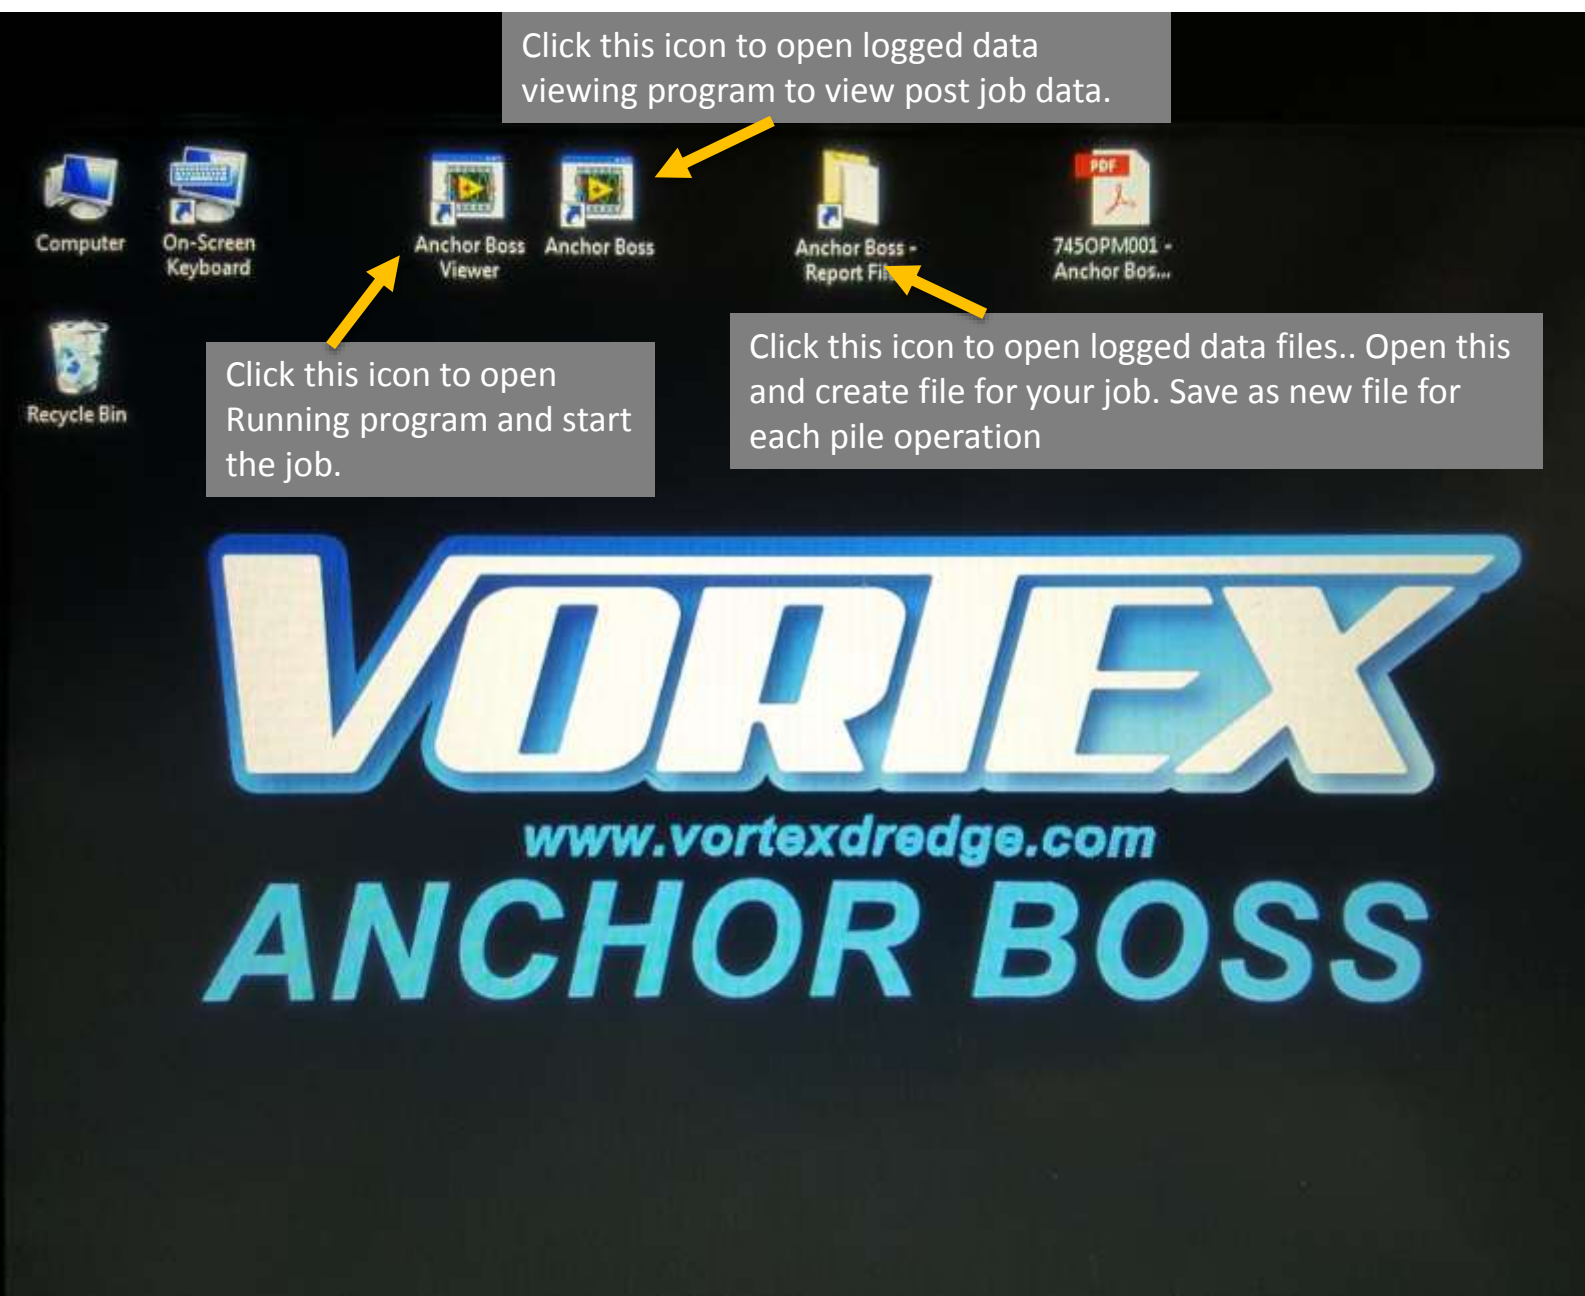 Click this icon to open logged data
viewing program to view post job data.
Computer
On-Screen
Keyboard
Anchor Boss
Viewer
Anchor Boss
Anchor Boss -
Report Fi
PDF
745OPM001 -
Anchor Bos...
Recycle Bin
Click this icon to open
Running program and start
the job.
Click this icon to open logged data files.. Open this
and create file for your job. Save as new file for
each pile operation
VORTEX
www.vortexdredge.com
ANCHOR BOSS